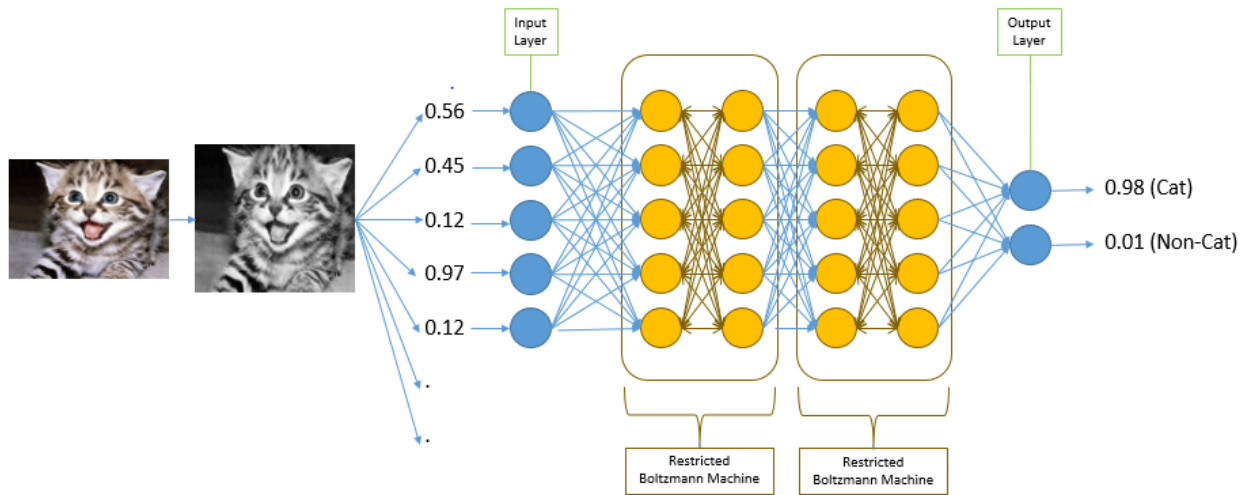 Input
Layer
Output
Layer
0.56
0.45
0.12
0.97
0.12
.
.
0.98 (Cat)
0.01 (Non-Cat)
Restricted
Boltzmann Machine
Restricted
Boltzmann Machine